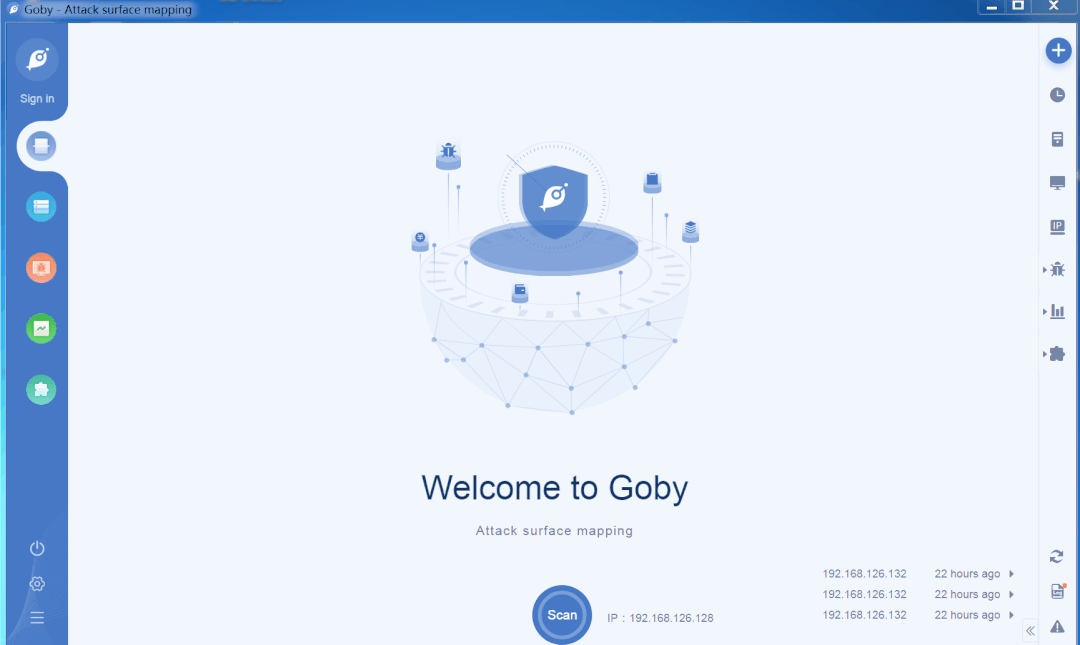 Goby - Attack surface mapping
Sign in
IP
Welcome to Goby
Attack surface mapping
192.168.126.132 22 hours ago
192.168.126.132 22 hours ago
192.168.126.132 22 hours ago
Scan
IP : 192.168.126.128